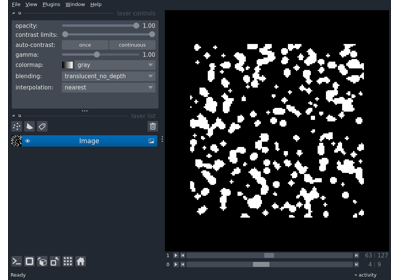 File View Plugins Window Help
layer controls
opacity: 1.00
contrast limits:
auto-contrast: once continuous
gamma: 1.00
colormap: gray
blending: translucent_no_depth
interpolation: nearest
layer list
Image
1 63 127
0 4 9
Ready
activity